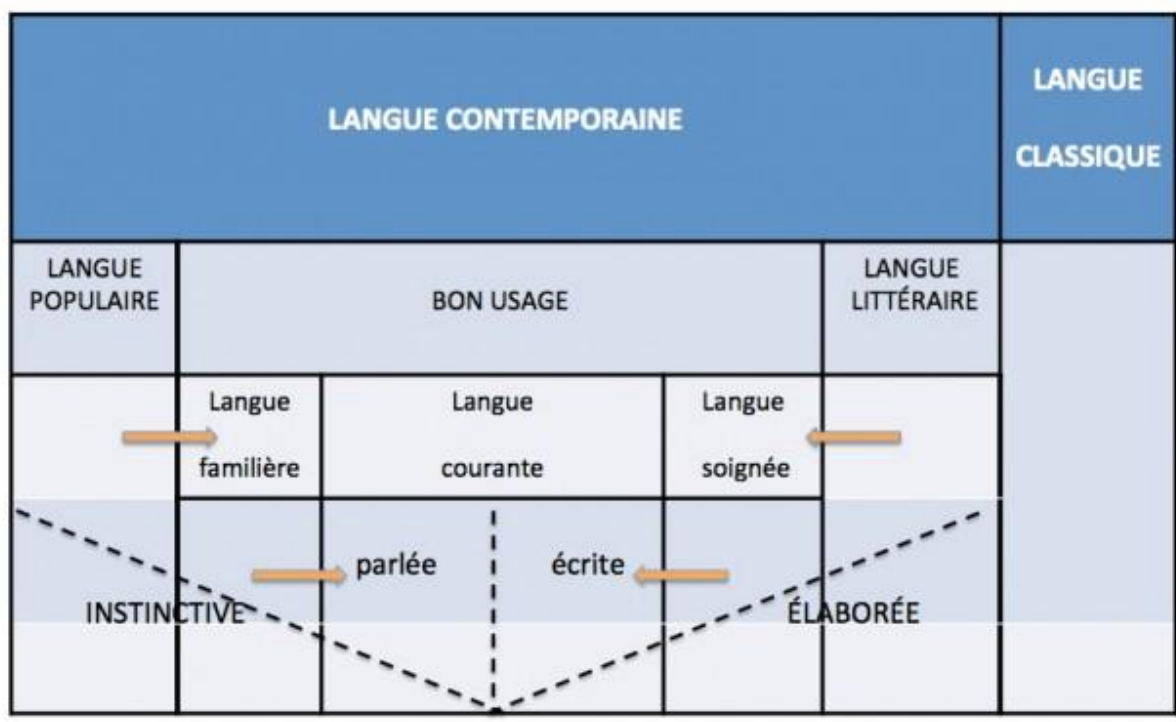 LANGUE CONTEMPORAINE
LANGUE
CLASSIQUE
LANGUE
POPULAIRE
BON USAGE
LANGUE
LITTÉRAIRE
Langue
familière
Langue
courante
Langue
soignée
parlée
écrite
INSTINCTIVE
ÉLABORÉE